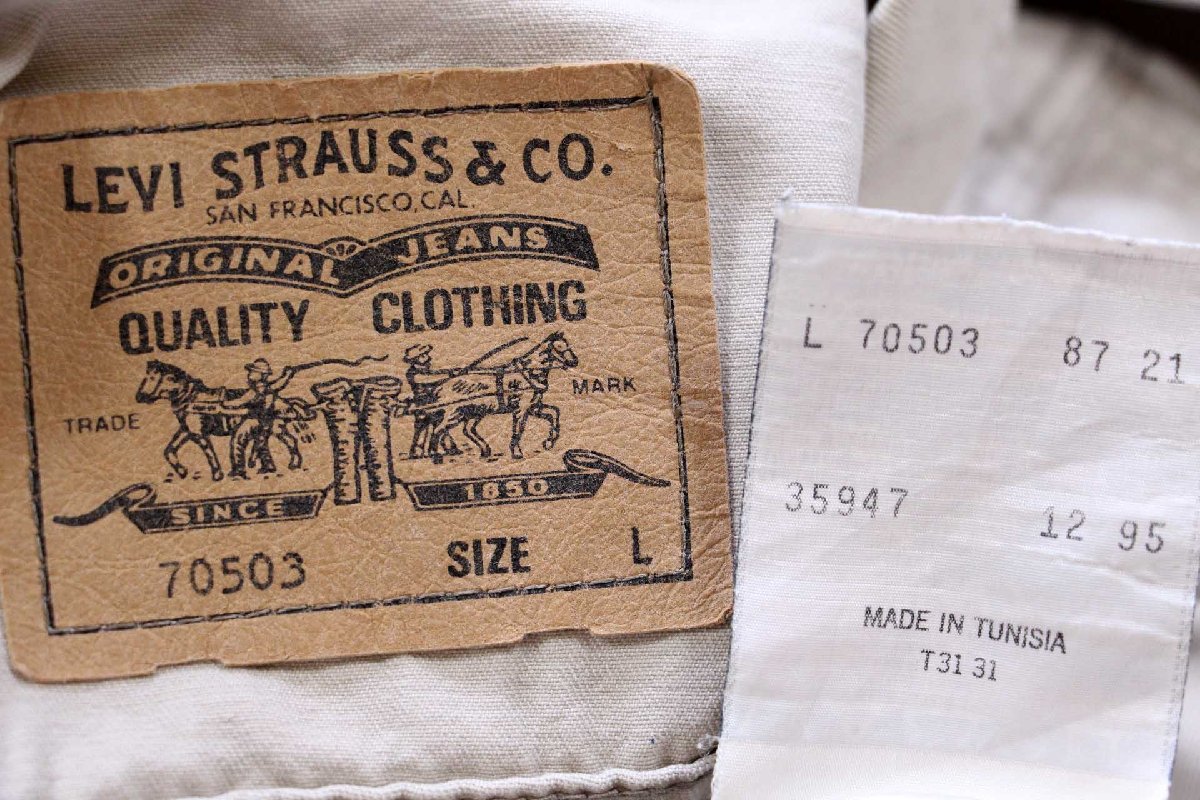 LEVI STRAUSS & CO.
SAN FRANCISCO, CAL.
ORIGINAL JEANS
QUALITY CLOTHING
TRADE MARK
SINCE 1850
70503 SIZE L
L 70503 87 21
35947 12 95
MADE IN TUNISIA
T31 31